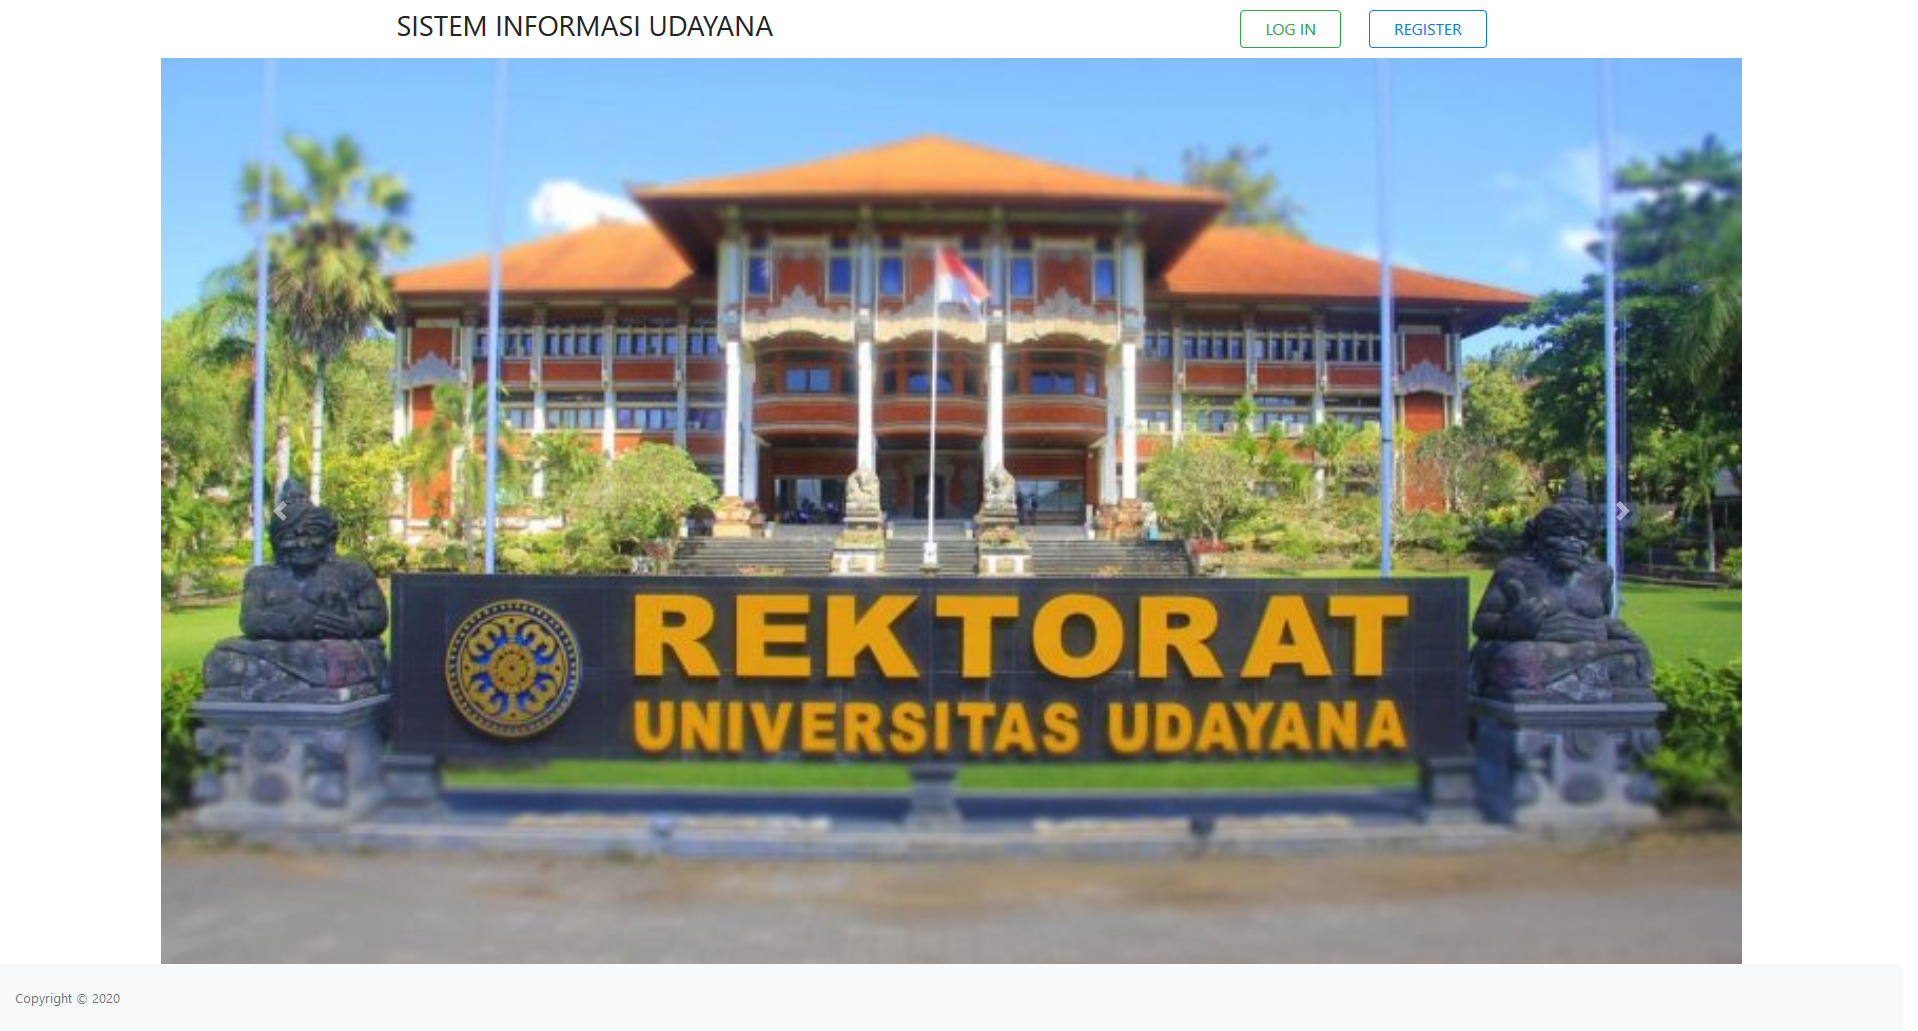 SISTEM INFORMASI UDAYANA
LOG IN
REGISTER
REKTORAT
UNIVERSITAS UDAYANA
Copyright © 2020